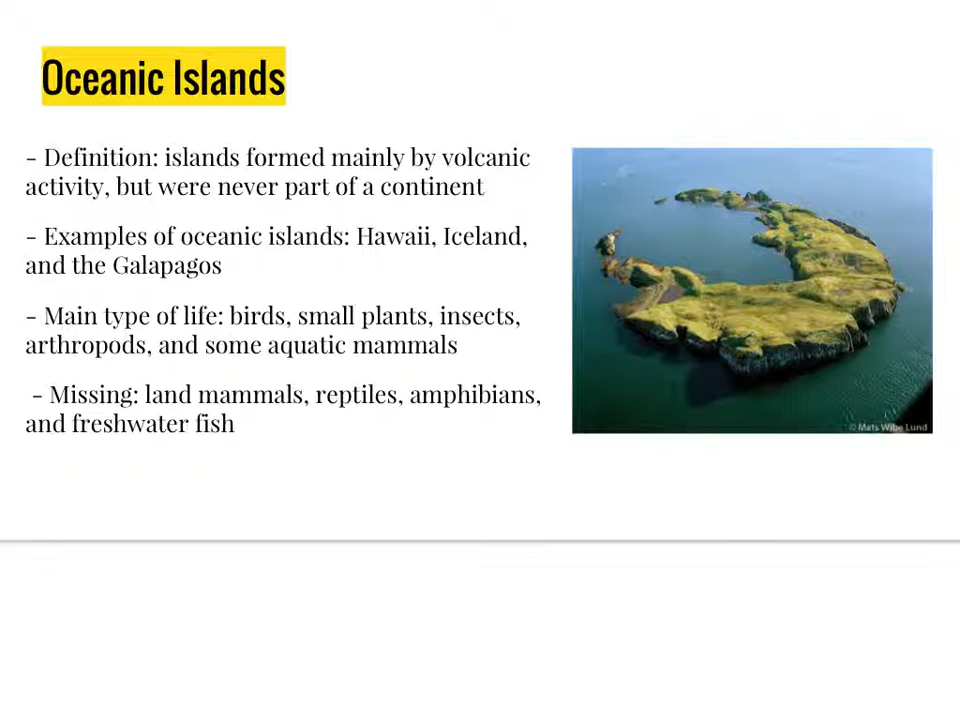 Oceanic Islands
- Definition: islands formed mainly by volcanic
activity, but were never part of a continent
- Examples of oceanic islands: Hawaii, Iceland,
and the Galapagos
- Main type of life: birds, small plants, insects,
arthropods, and some aquatic mammals
- Missing: land mammals, reptiles, amphibians,
and freshwater fish
© Mats Wibe Lund